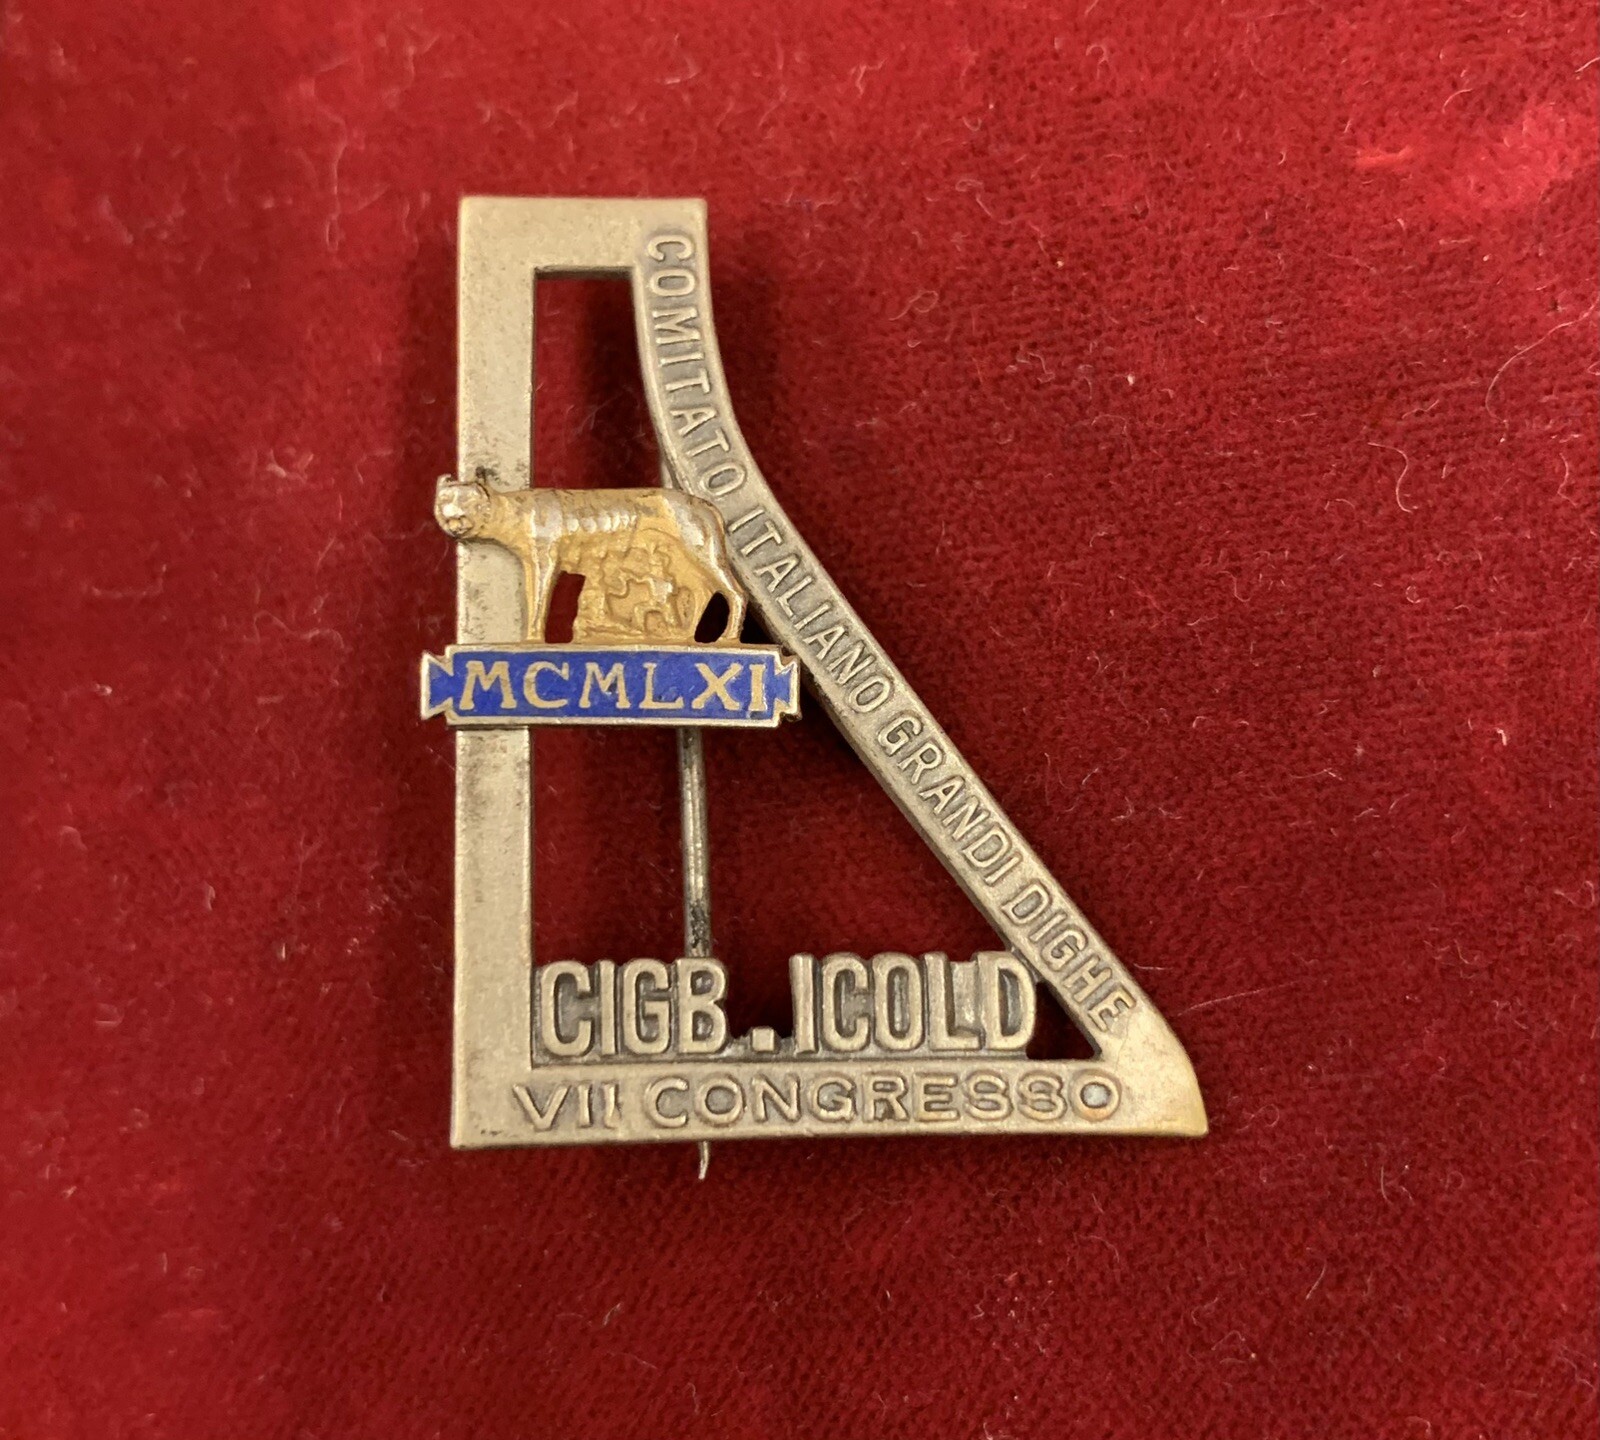 COMITATO ITALIANO GRANDI DIGHE
MCMLXI
CIGB.ICOLD
VII CONGRESSO